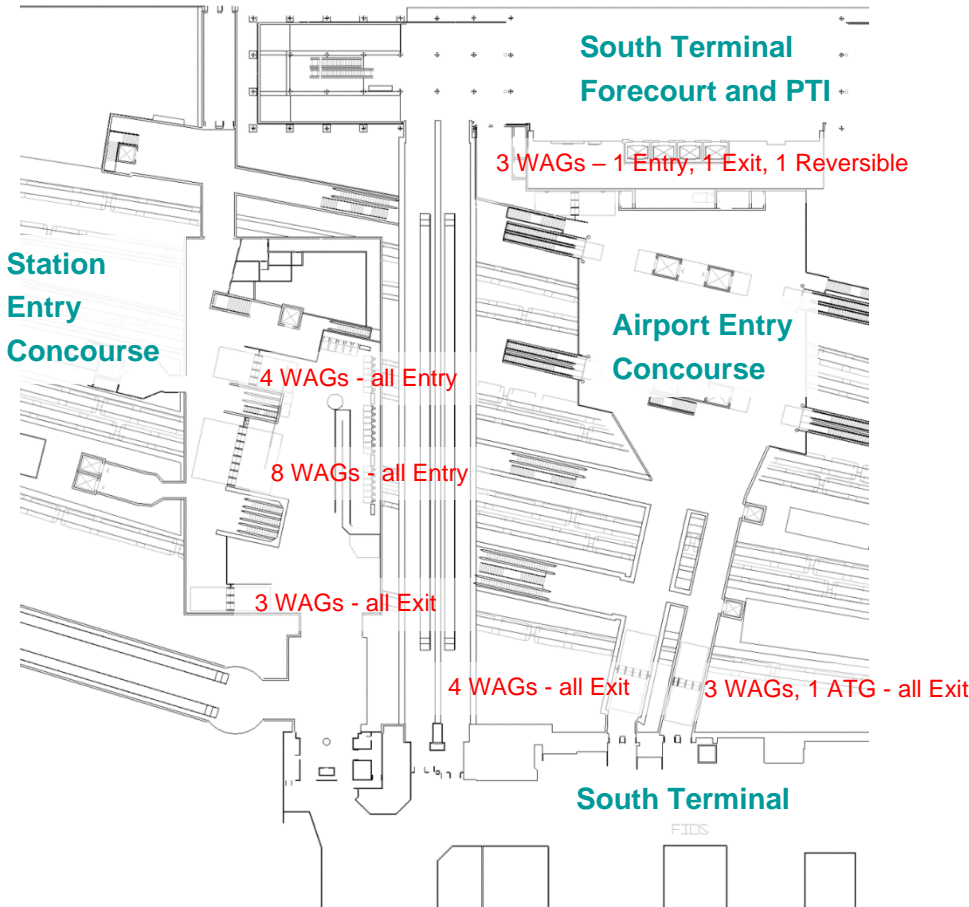 South Terminal
Forecourt and PTI
3 WAGs – 1 Entry, 1 Exit, 1 Reversible
Station
Entry
Concourse
Airport Entry
Concourse
4 WAGs - all Entry
8 WAGs - all Entry
3 WAGs - all Exit
4 WAGs - all Exit
3 WAGs, 1 ATG - all Exit
South Terminal
FIDS